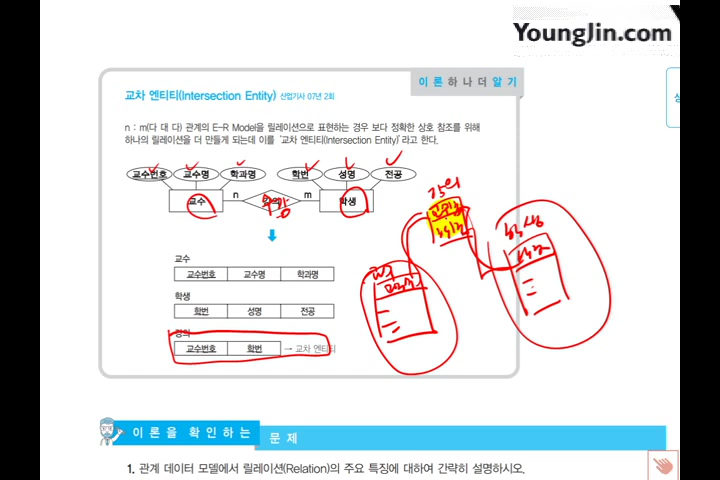 YoungJin.com
이론 하나 더 알기
교차 엔티티(Intersection Entity) 산업기사 07년 2회
n : m(다 대 다) 관계의 E-R Model을 릴레이션으로 표현하는 경우 보다 정확한 상호 참조를 위해
하나의 릴레이션을 더 만들게 되는데 이를 '교차 엔티티(Intersection Entity)' 라고 한다.
교수번호 교수명 학과명 학번 성명 전공
교수 n m 학생
강의
학생
교수
교수
교수번호 교수명 학과명
학생
학번 성명 전공
강의
교수번호 학번 → 교차 엔티티
이론을 확인하는 문제
1. 관계 데이터 모델에서 릴레이션(Relation)의 주요 특징에 대하여 간략히 설명하시오.